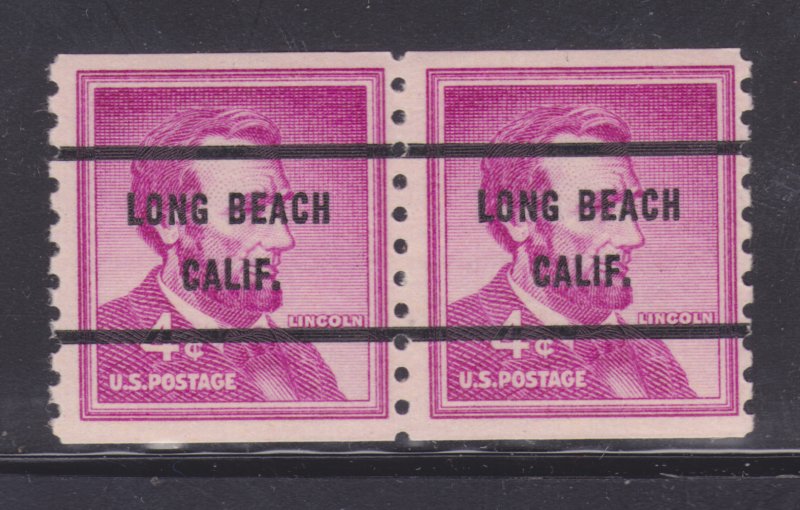 LONG BEACH
CALIF.
LINCOLN
4¢
U.S. POSTAGE
LONG BEACH
CALIF.
LINCOLN
4¢
U.S. POSTAGE